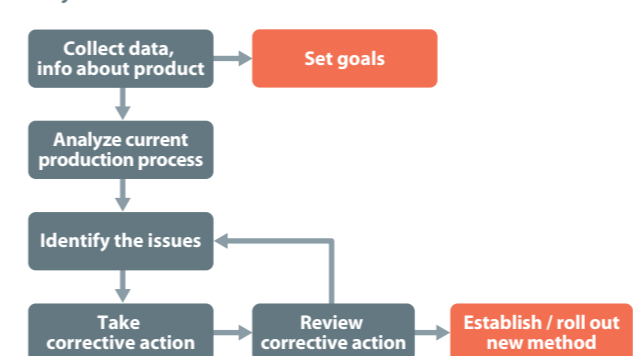 Collect data,
info about product
Set goals
Analyze current
production process
Identify the issues
Take
corrective action
Review
corrective action
Establish / roll out
new method